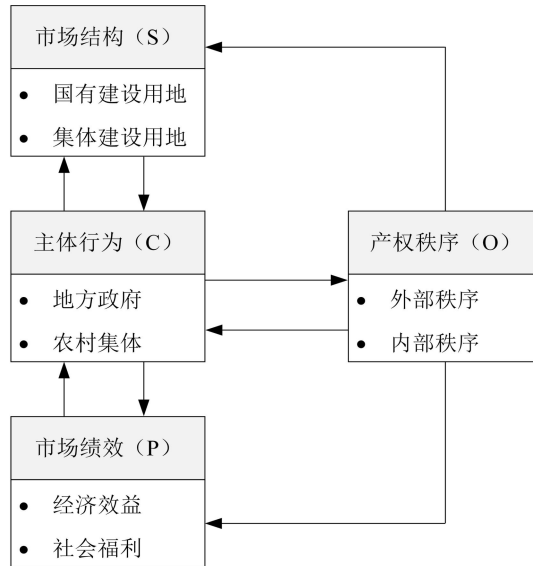 市场结构（S）
● 国有建设用地
● 集体建设用地
主体行为（C）
● 地方政府
● 农村集体
产权秩序（O）
● 外部秩序
● 内部秩序
市场绩效（P）
● 经济效益
● 社会福利